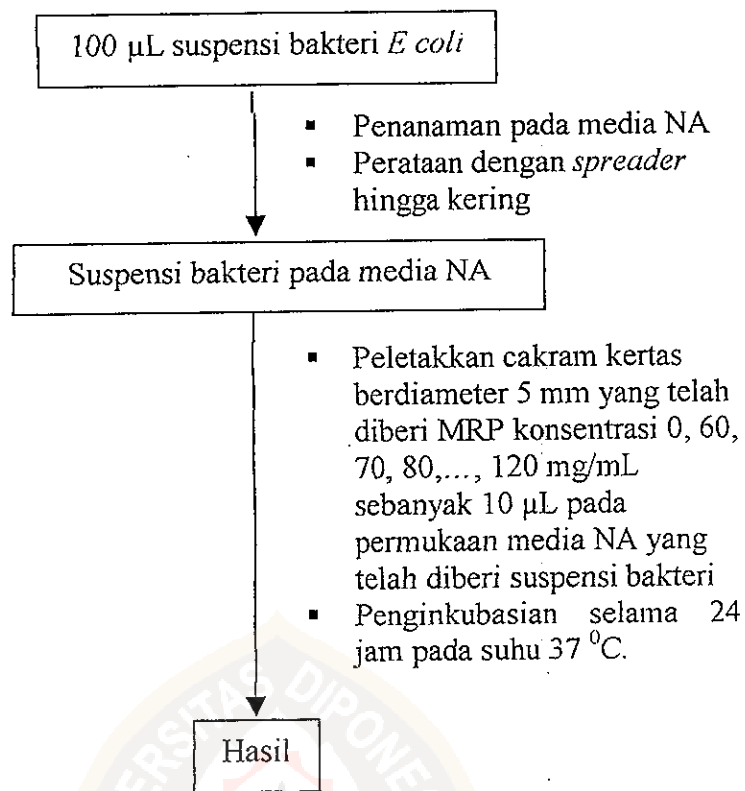 100 µL suspensi bakteri E coli
▪ Penanaman pada media NA
▪ Perataan dengan spreader
hingga kering
Suspensi bakteri pada media NA
▪ Peletakkan cakram kertas
berdiameter 5 mm yang telah
diberi MRP konsentrasi 0, 60,
70, 80,..., 120 mg/mL
sebanyak 10 µL pada
permukaan media NA yang
telah diberi suspensi bakteri
▪ Penginkubasian selama 24
jam pada suhu 37 ⁰C.
Hasil